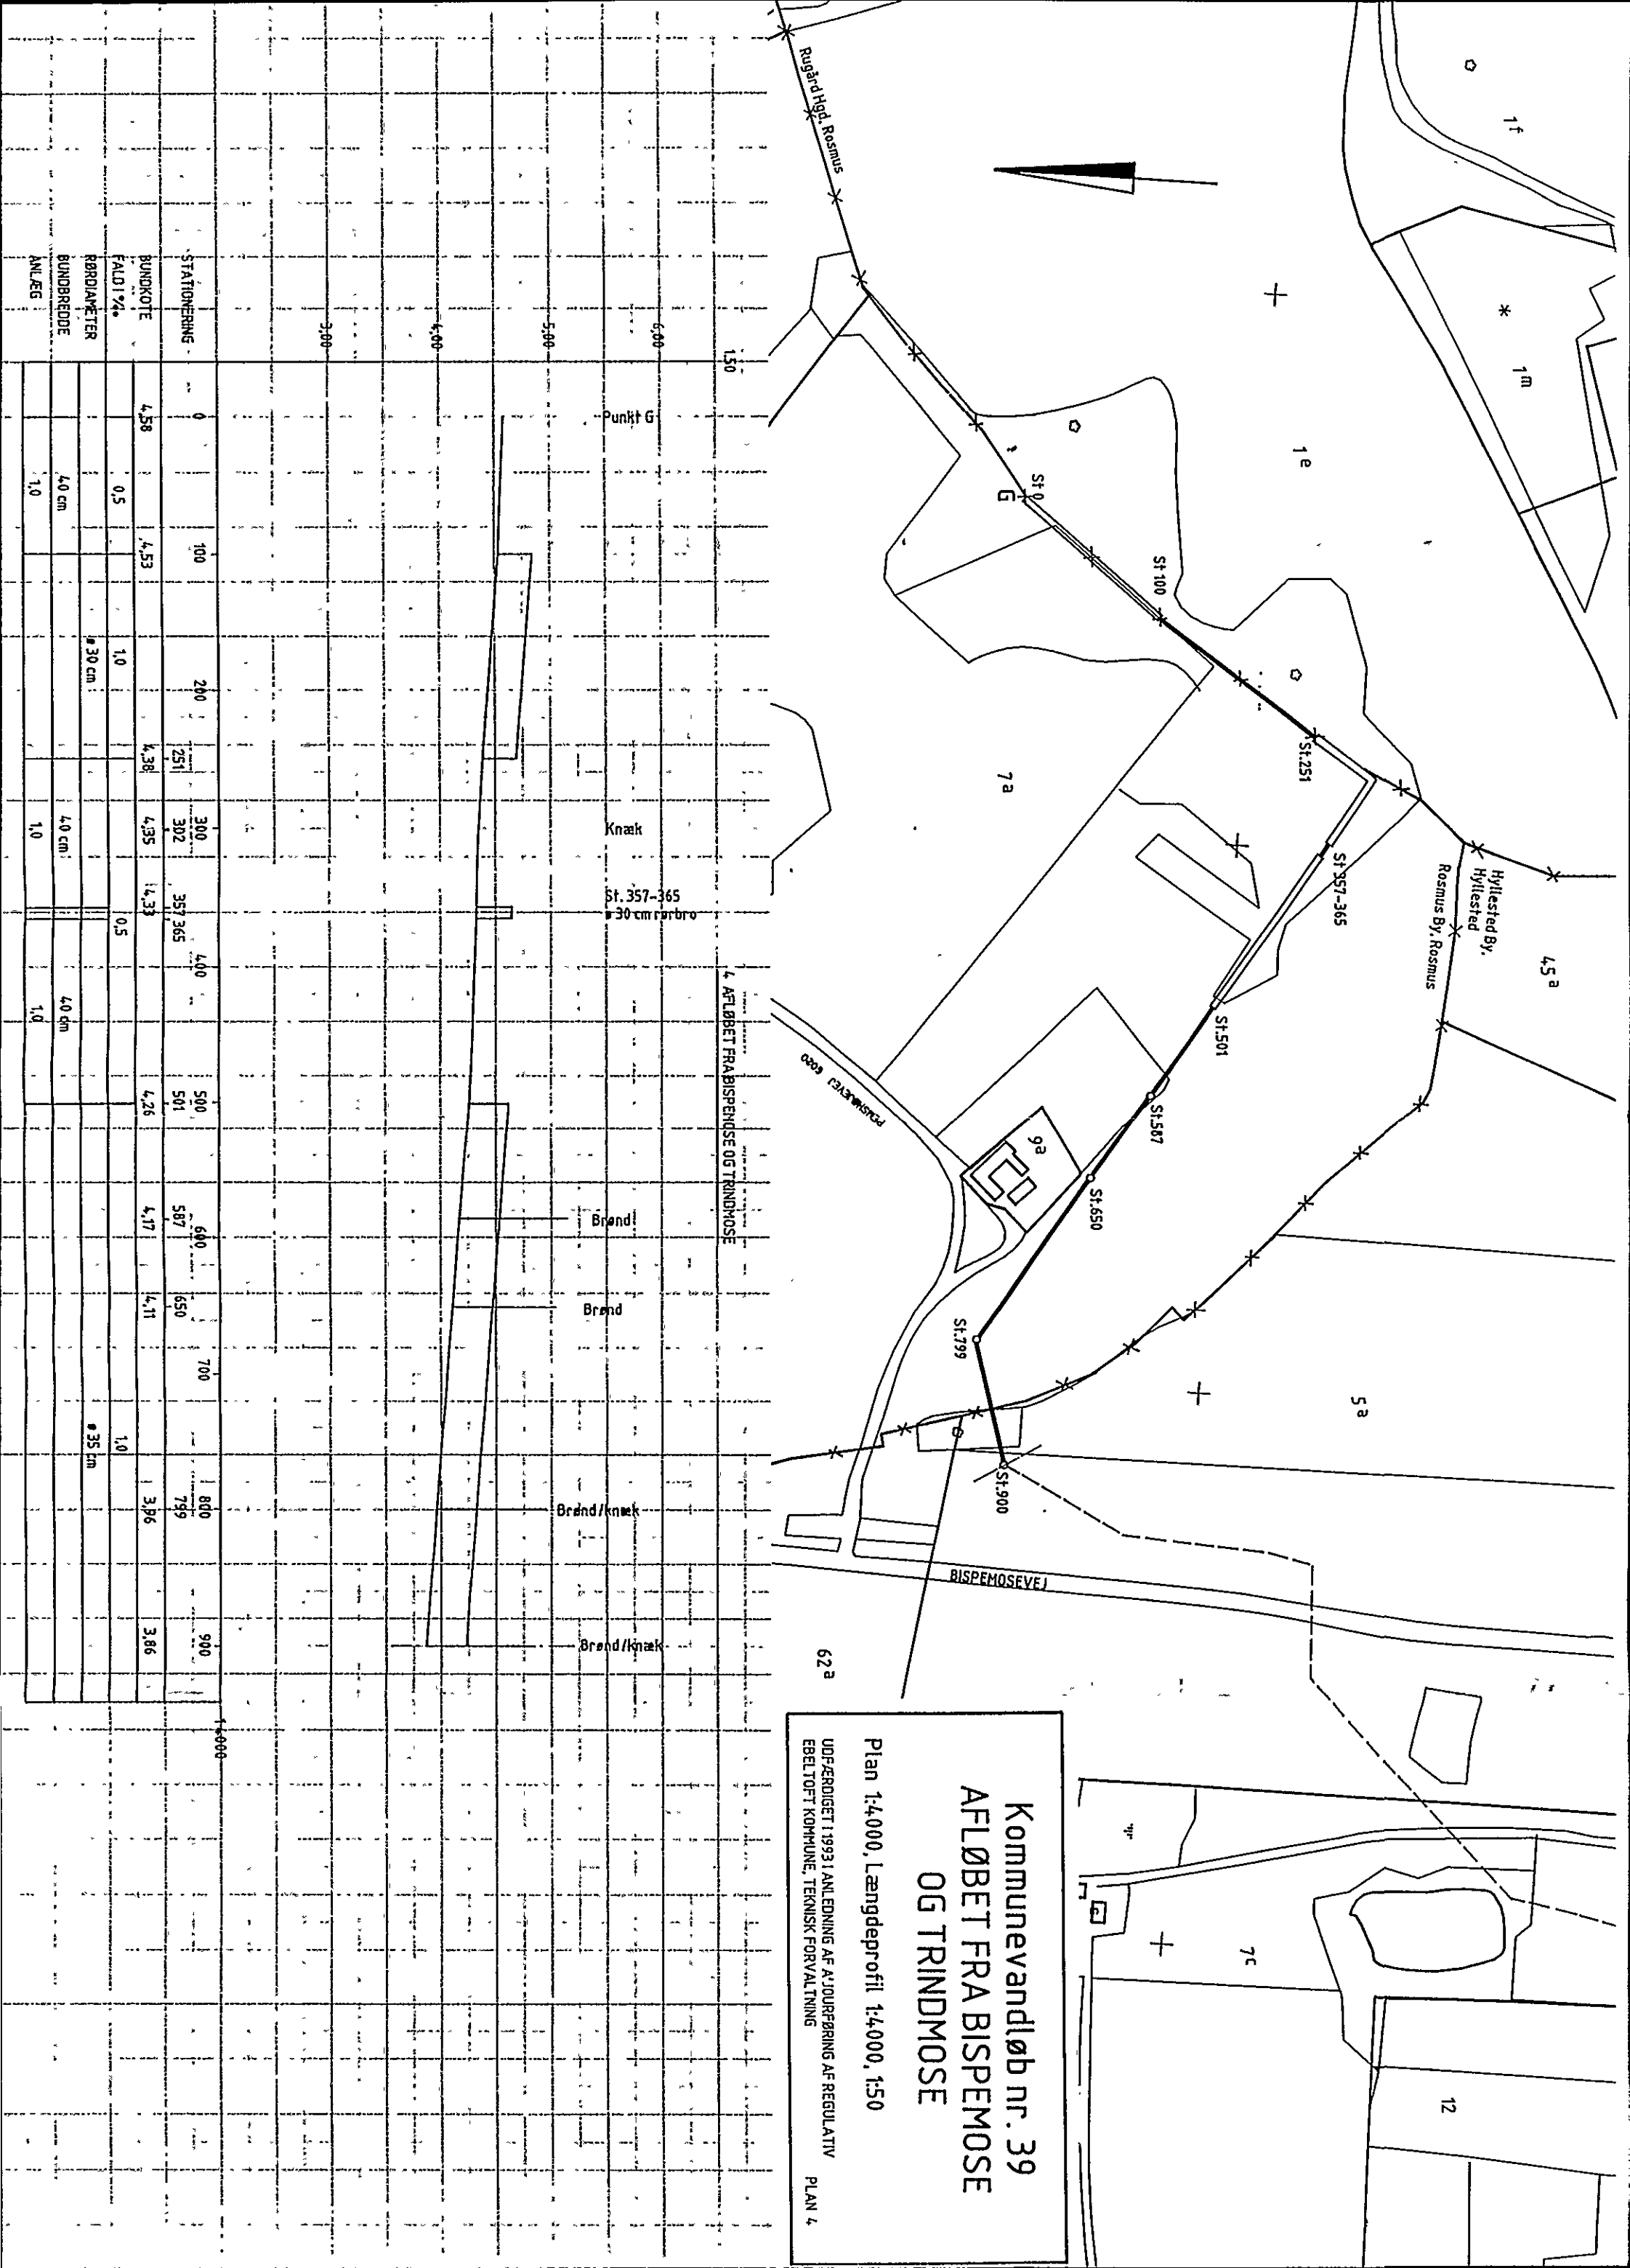 Kommunevandløb nr. 39
AFLØBET FRA BISPEMOSE
OG TRINDMOSE
Plan 1:4000, Længdeprofil 1:4000, 1:50
UDFÆRDIGET I 1993 I ANLEDNING AF A'JOURFØRING AF REGULATIV
EBELTOFT KOMMUNE, TEKNISK FORVALTNING
PLAN 4
1f
1m
1e
Rugård Hgd. Rosmus
St 0
G
St 100
St.251
St 357-365
St.501
St.587
St.650
St.799
St.900
Hyllested By.
Hyllested
Rosmus By, Rosmus
45a
7a
9a
5a
62a
7c
12
BISPEMOSEVEJ
4 AFLØBET FRA BISPEMOSE OG TRINDMOSE
1:50
6,00
5,00
4,00
3,00
Punkt G
Knæk
St. 357-365
ø 30 cm rørbro
Brønd
Brønd
Brønd/knæk
Brønd/knæk
1:4000
0 100 200 300 400 500 600 700 800 900
STATIONERING 251 302 357 365 501 587 650 799
BUNDKOTE 4,58 4,53 4,38 4,35 4,33 4,26 4,17 4,11 3,96 3,86
FALD I ‰ 0,5 1,0 0,5 1,0
RØRDIAMETER ø 30 cm ø 35 cm
BUNDBREDDE 40 cm 40 cm 40 cm
ANLÆG 1,0 1,0 1,0